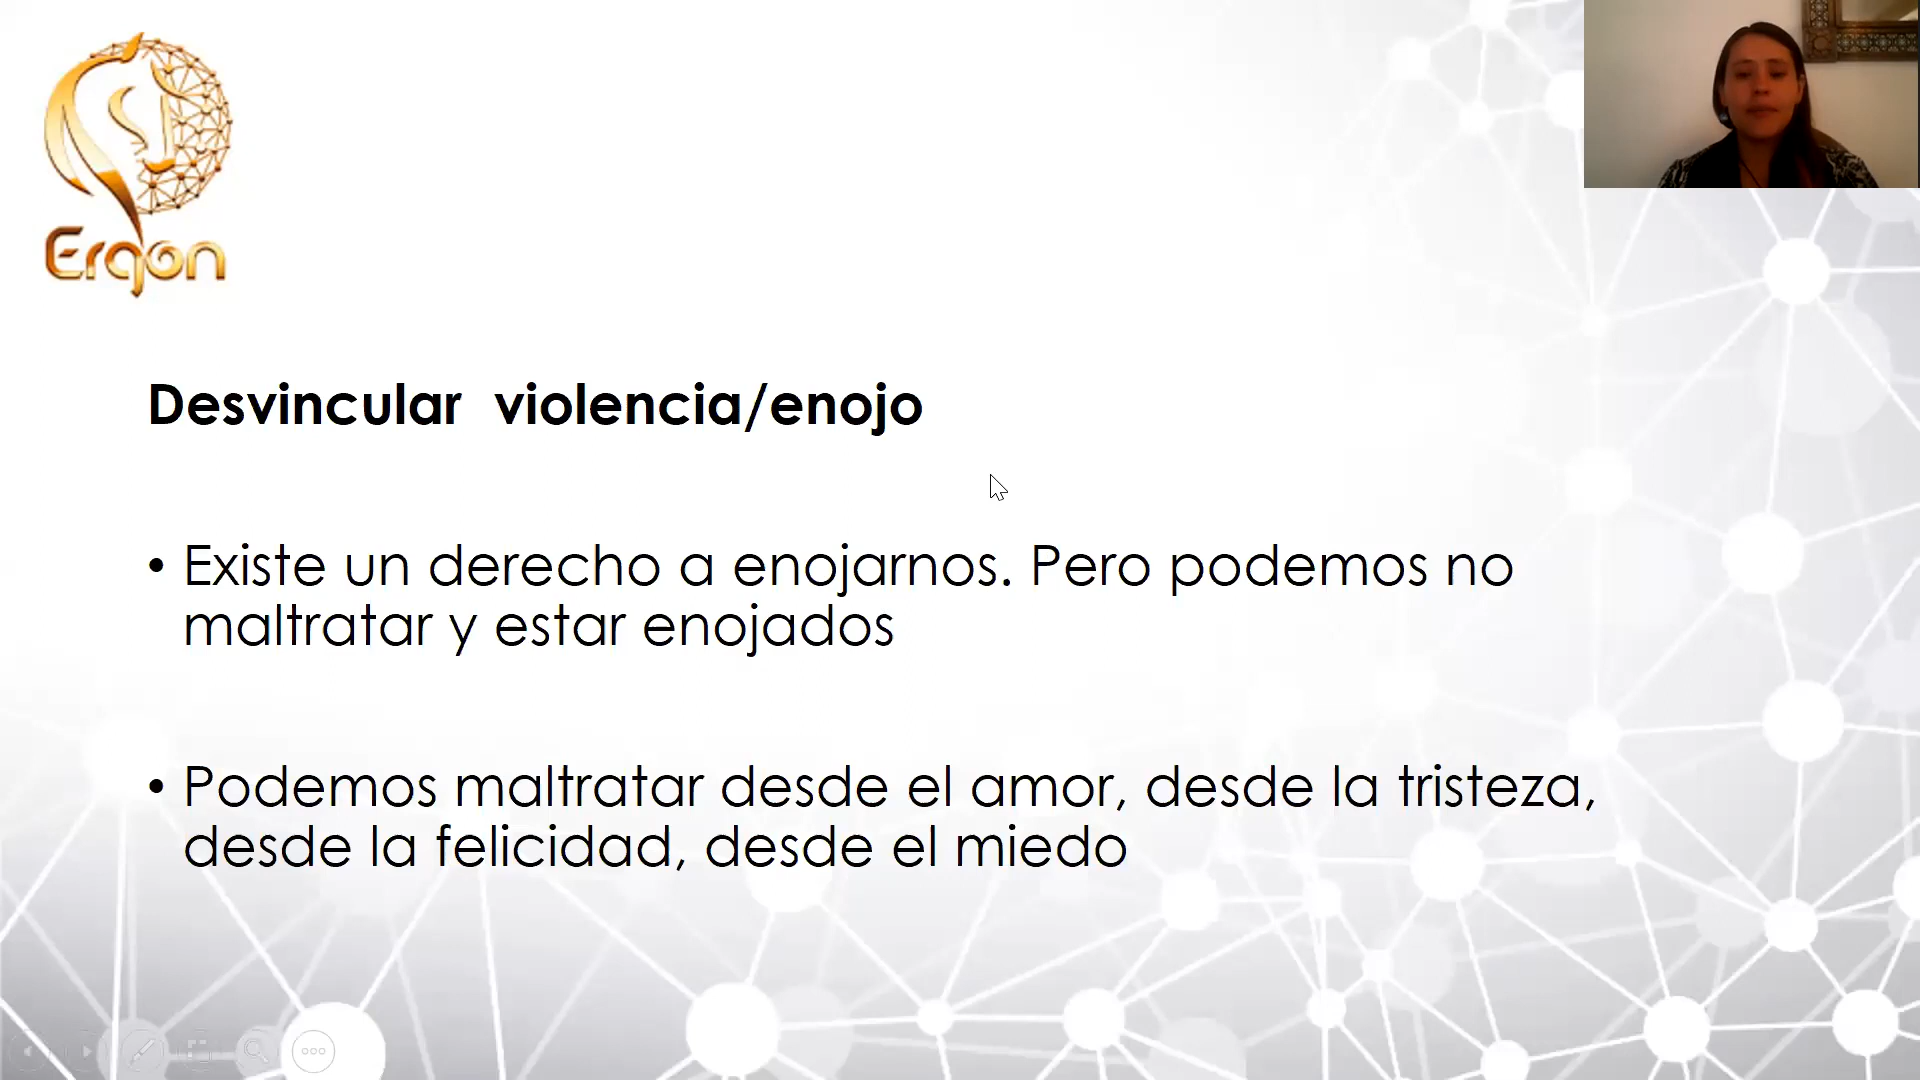 Ergon
Desvincular violencia/enojo
• Existe un derecho a enojarnos. Pero podemos no
maltratar y estar enojados
• Podemos maltratar desde el amor, desde la tristeza,
desde la felicidad, desde el miedo